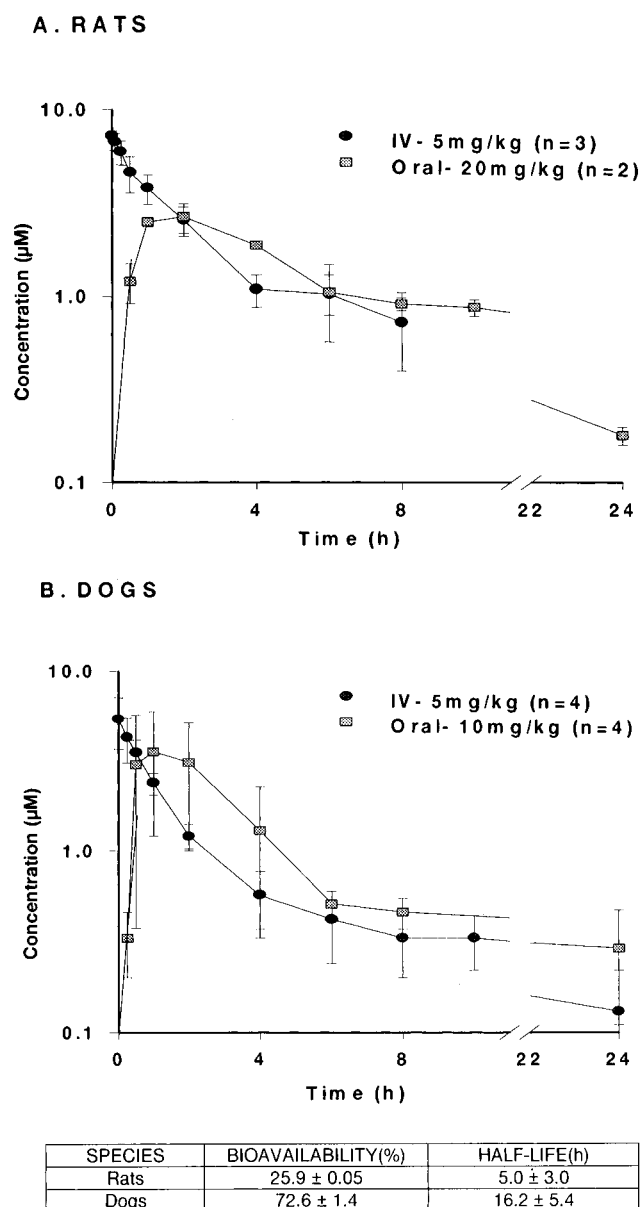 A. RATS
10.0
1.0
0.1
Concentration (µM)
IV- 5mg/kg (n=3)
Oral- 20mg/kg (n=2)
0 4 8 22 24
Time (h)
B. DOGS
10.0
1.0
0.1
Concentration (µM)
IV- 5mg/kg (n=4)
Oral- 10mg/kg (n=4)
0 4 8 22 24
Time (h)
SPECIES BIOAVAILABILITY(%) HALF-LIFE(h)
Rats 25.9 ± 0.05 5.0 ± 3.0
Dogs 72.6 ± 1.4 16.2 ± 5.4